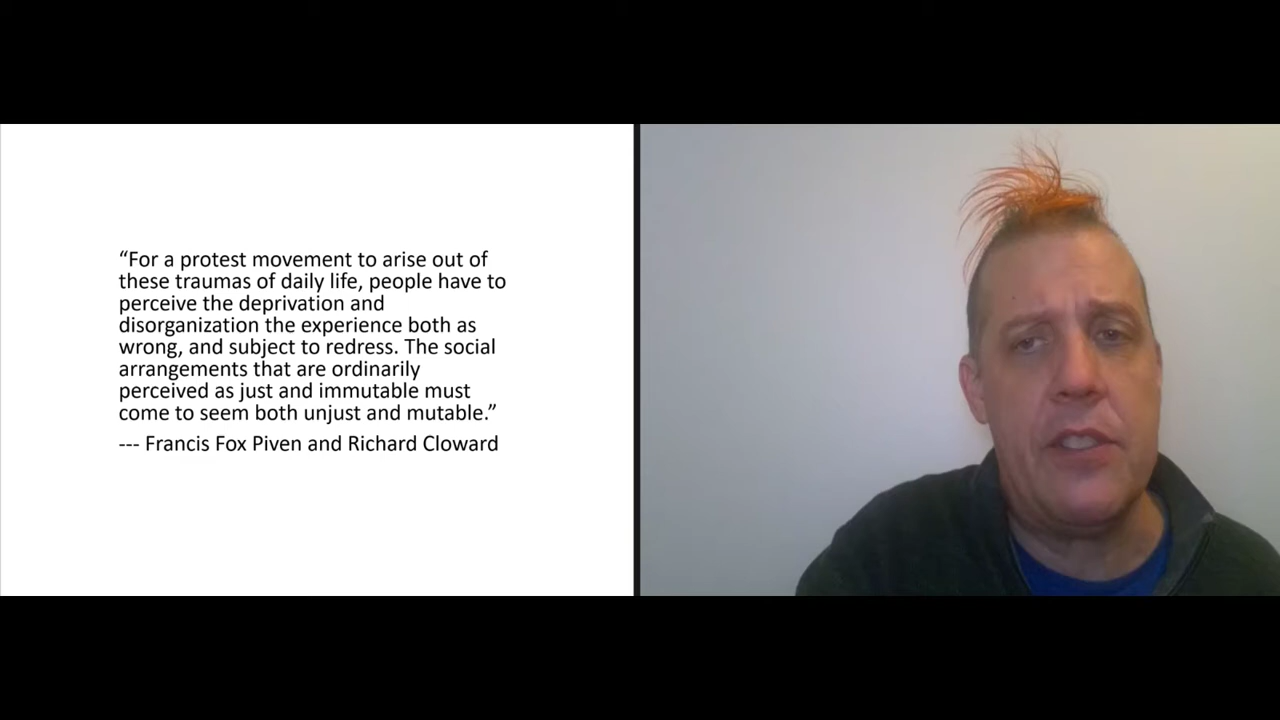 “For a protest movement to arise out of
these traumas of daily life, people have to
perceive the deprivation and
disorganization the experience both as
wrong, and subject to redress. The social
arrangements that are ordinarily
perceived as just and immutable must
come to seem both unjust and mutable.”
--- Francis Fox Piven and Richard Cloward